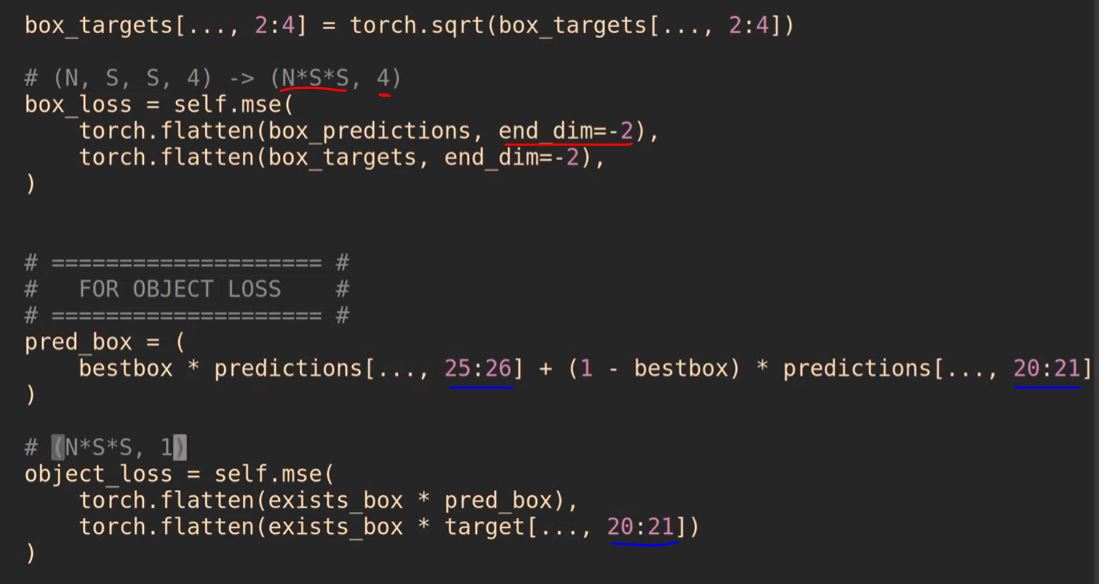 box_targets[..., 2:4] = torch.sqrt(box_targets[..., 2:4])
# (N, S, S, 4) -> (N*S*S, 4)
box_loss = self.mse(
    torch.flatten(box_predictions, end_dim=-2),
    torch.flatten(box_targets, end_dim=-2),
)
# ==================== #
#   FOR OBJECT LOSS    #
# ==================== #
pred_box = (
    bestbox * predictions[..., 25:26] + (1 - bestbox) * predictions[..., 20:21]
)
# (N*S*S, 1)
object_loss = self.mse(
    torch.flatten(exists_box * pred_box),
    torch.flatten(exists_box * target[..., 20:21])
)